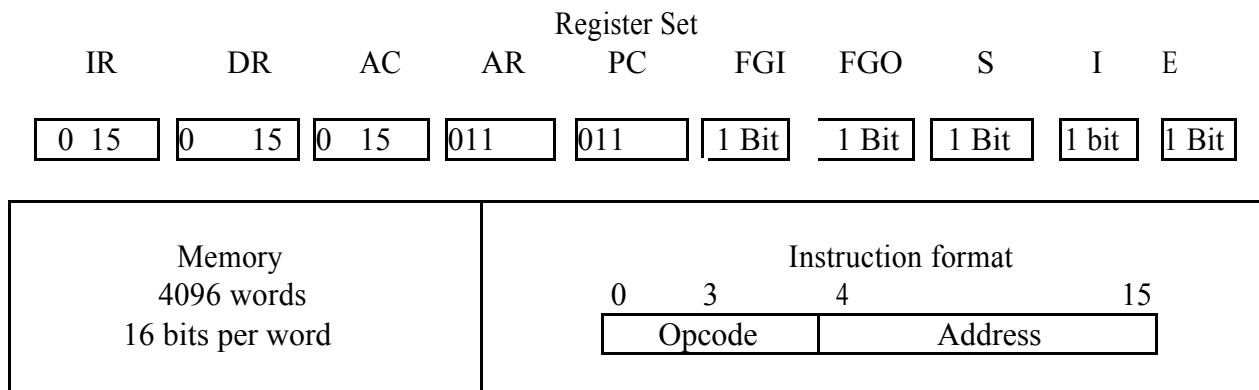 Register Set
IR DR AC AR PC FGI FGO S I E
0 15 0 15 0 15 011 011 1 Bit 1 Bit 1 Bit 1 bit 1 Bit
Memory
4096 words
16 bits per word
Instruction format
0 3 4 15
Opcode Address